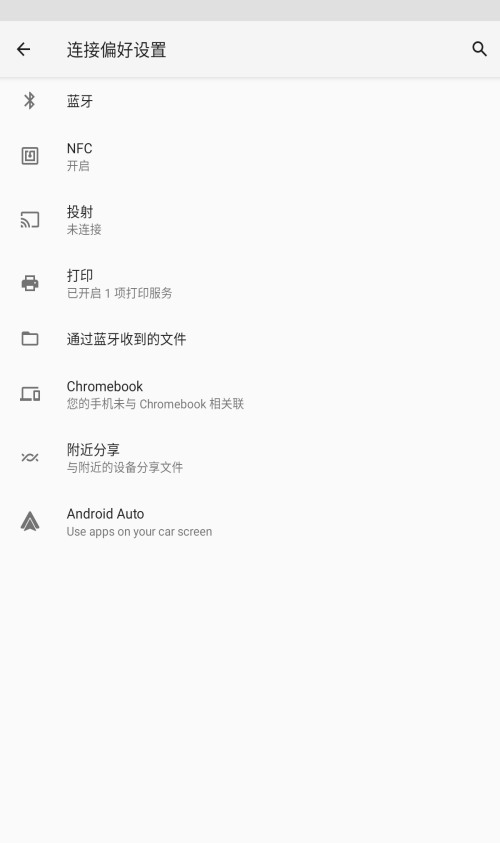 连接偏好设置
蓝牙
NFC
开启
投射
未连接
打印
已开启 1 项打印服务
通过蓝牙收到的文件
Chromebook
您的手机未与 Chromebook 相关联
附近分享
与附近的设备分享文件
Android Auto
Use apps on your car screen